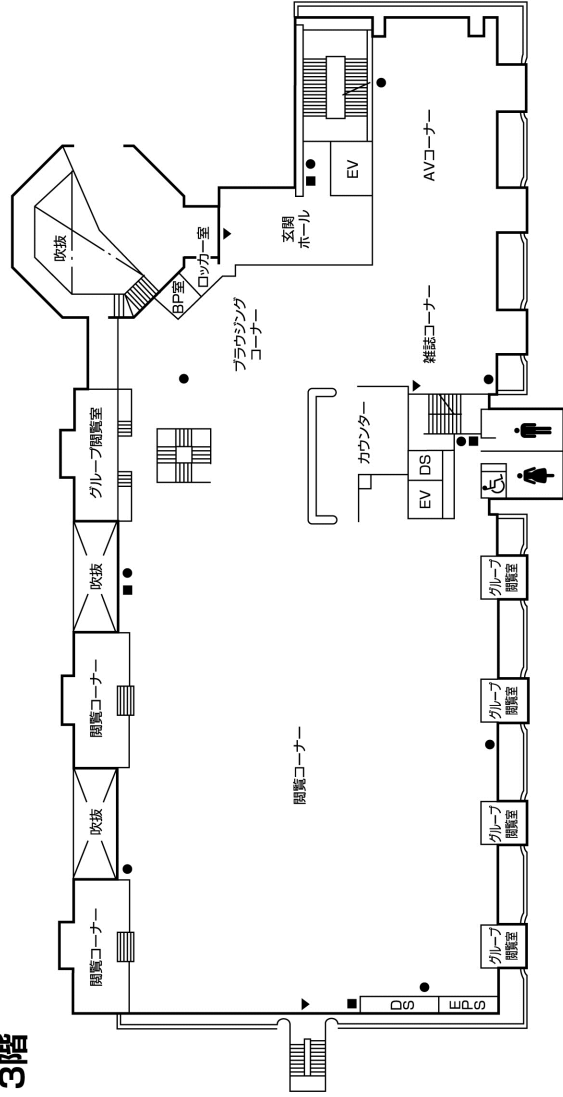 3階
閲覧コーナー
吹抜
閲覧コーナー
吹抜
グループ閲覧室
吹抜
BP室
ロッカー室
ブラウジング
コーナー
玄関
ホール
EV
AVコーナー
雑誌コーナー
カウンター
EV
DS
閲覧コーナー
DS
EPS
グループ
閲覧室
グループ
閲覧室
グループ
閲覧室
グループ
閲覧室